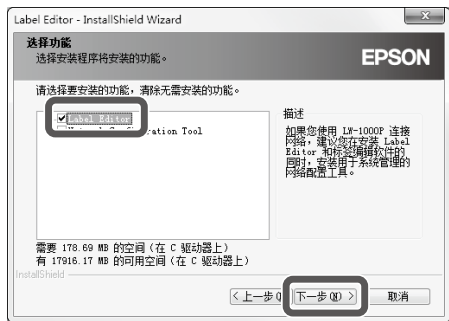 Label Editor - InstallShield Wizard
选择功能
选择安装程序将安装的功能。
EPSON
请选择要安装的功能，清除无需安装的功能。
Label Editor
ation Tool
描述
如果您使用 LW-1000P 连接
网络，建议您在安装 Label
Editor 和标签编辑软件的
同时，安装用于系统管理的
网络配置工具。
需要 178.69 MB 的空间（在 C 驱动器上）
有 17916.17 MB 的可用空间（在 C 驱动器上）
InstallShield
<上一步
下一步(N) >
取消